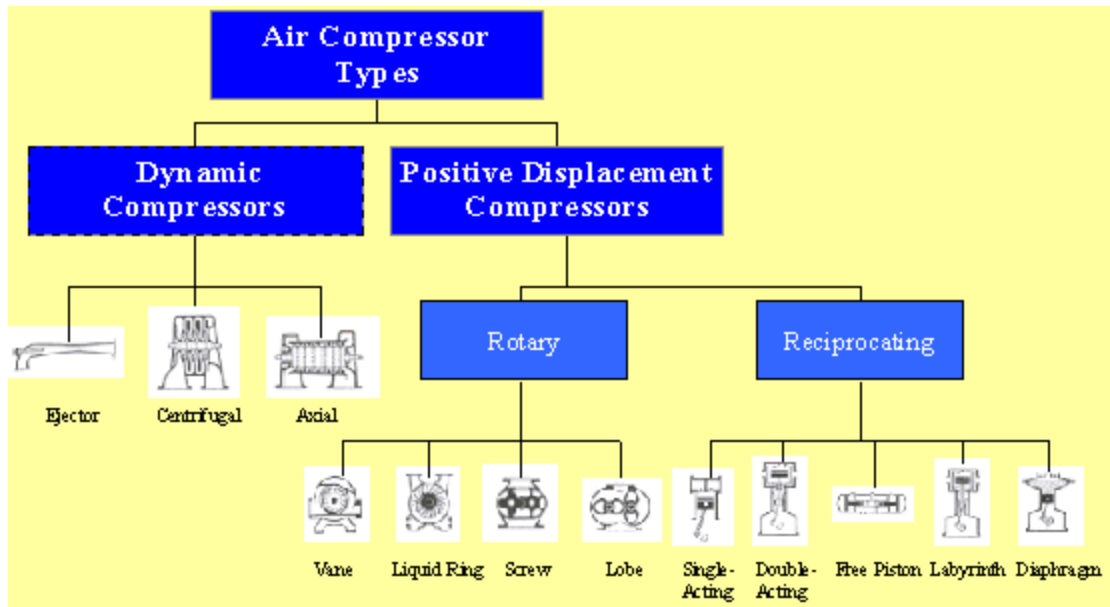 Air Compressor
Types
Dynamic
Compressors
Positive Displacement
Compressors
Rotary
Reciprocating
Ejector
Centrifugal
Axial
Vane
Liquid Ring
Screw
Lobe
Single-
Acting
Double-
Acting
Free Piston
Labyrinth
Diaphragm